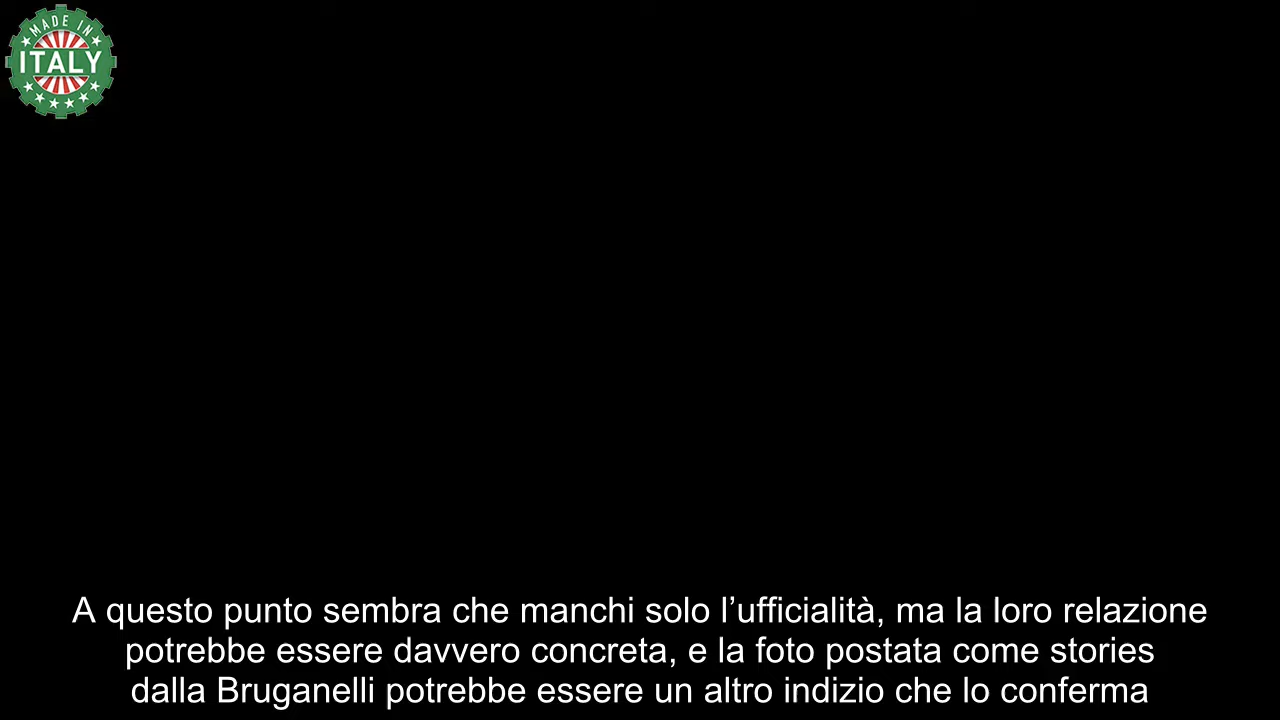 MADE IN
ITALY
A questo punto sembra che manchi solo l’ufficialità, ma la loro relazione
potrebbe essere davvero concreta, e la foto postata come stories
dalla Bruganelli potrebbe essere un altro indizio che lo conferma